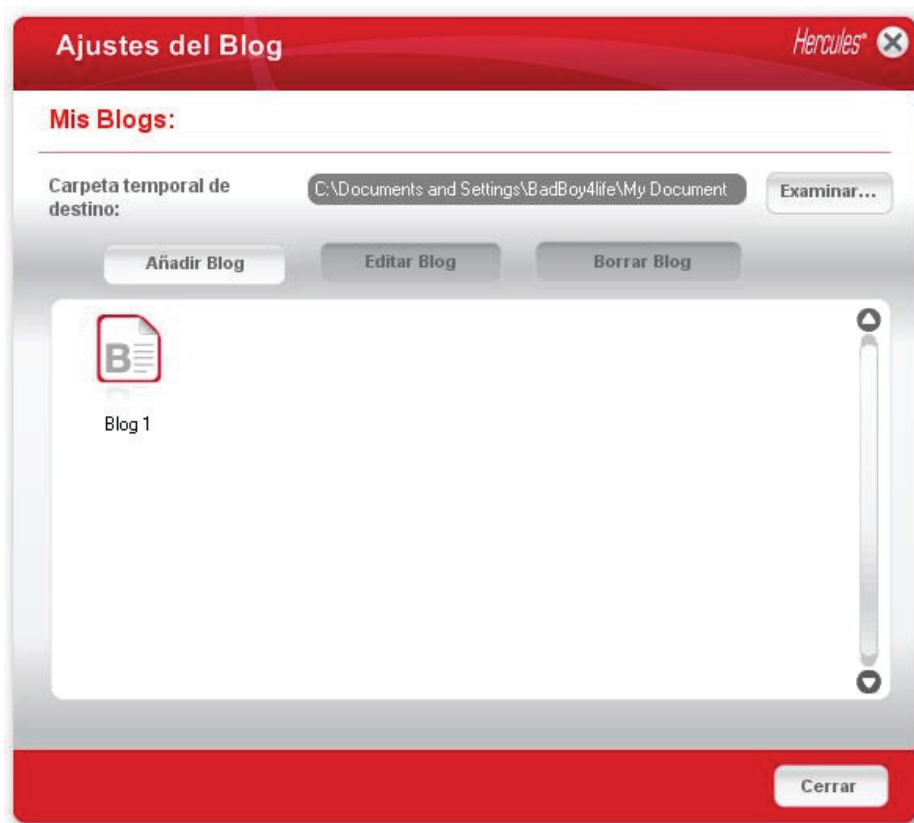 Ajustes del Blog
Hercules®
Mis Blogs:
Carpeta temporal de
destino:
C:\Documents and Settings\BadBoy4life\My Document
Examinar...
Añadir Blog
Editar Blog
Borrar Blog
B
Blog 1
Cerrar